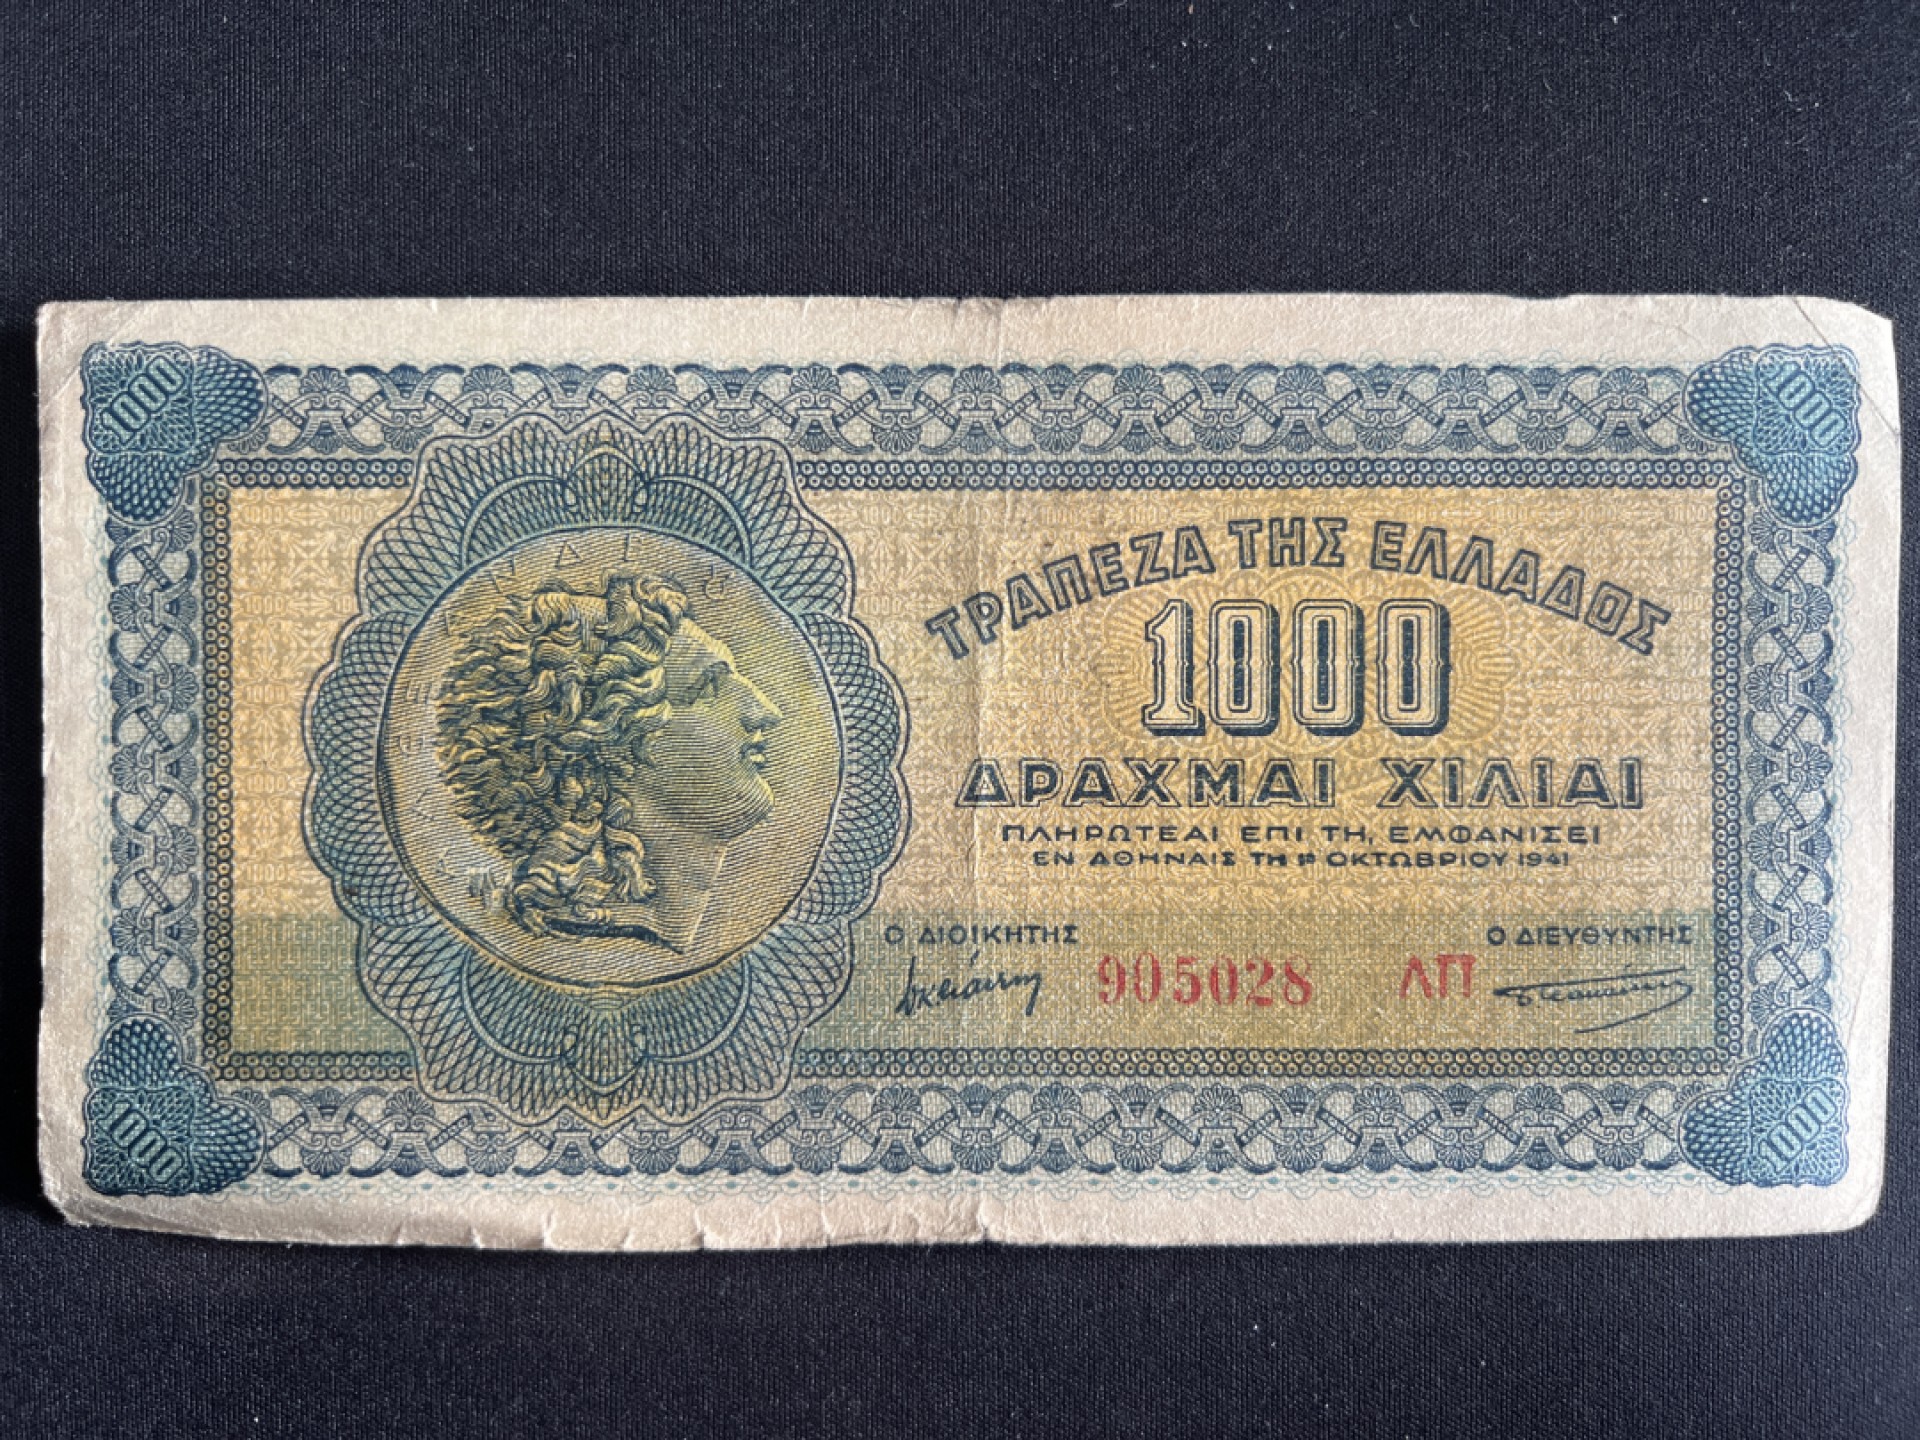 1000
1000
ΤΡΑΠΕΖΑ ΤΗΣ ΕΛΛΑΔΟΣ
1000
ΔΡΑΧΜΑΙ ΧΙΛΙΑΙ
ΠΛΗΡΩΤΕΑΙ ΕΠΙ ΤΗ, ΕΜΦΑΝΙΣΕΙ
ΕΝ ΑΘΗΝΑΙΣ ΤΗ 1ῃ ΟΚΤΩΒΡΙΟΥ 1941
Ο ΔΙΟΙΚΗΤΗΣ
Ο ΔΙΕΥΘΥΝΤΗΣ
905028
ΛΠ
1000
1000